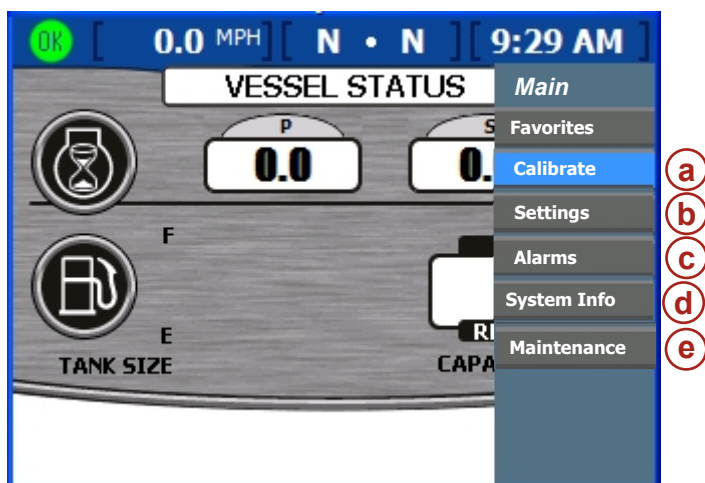 OK 0.0 MPH N • N 9:29 AM
VESSEL STATUS
Main
Favorites
Calibrate a
Settings b
Alarms c
System Info d
Maintenance e
P
0.0
S
0.
F
E
TANK SIZE
CAPA